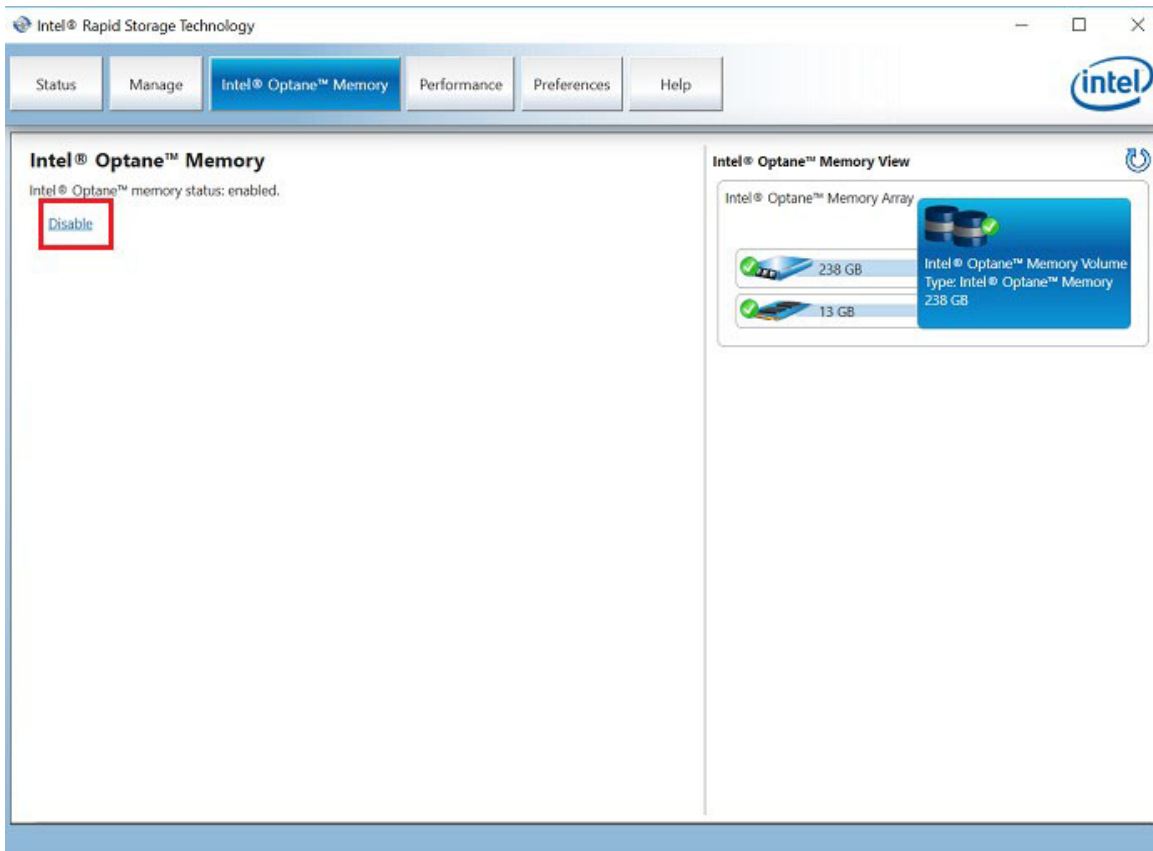 Intel® Rapid Storage Technology
Status
Manage
Intel® Optane™ Memory
Performance
Preferences
Help
intel
Intel® Optane™ Memory
Intel® Optane™ memory status: enabled.
Disable
Intel® Optane™ Memory View
Intel® Optane™ Memory Array
238 GB
13 GB
Intel® Optane™ Memory Volume
Type: Intel® Optane™ Memory
238 GB